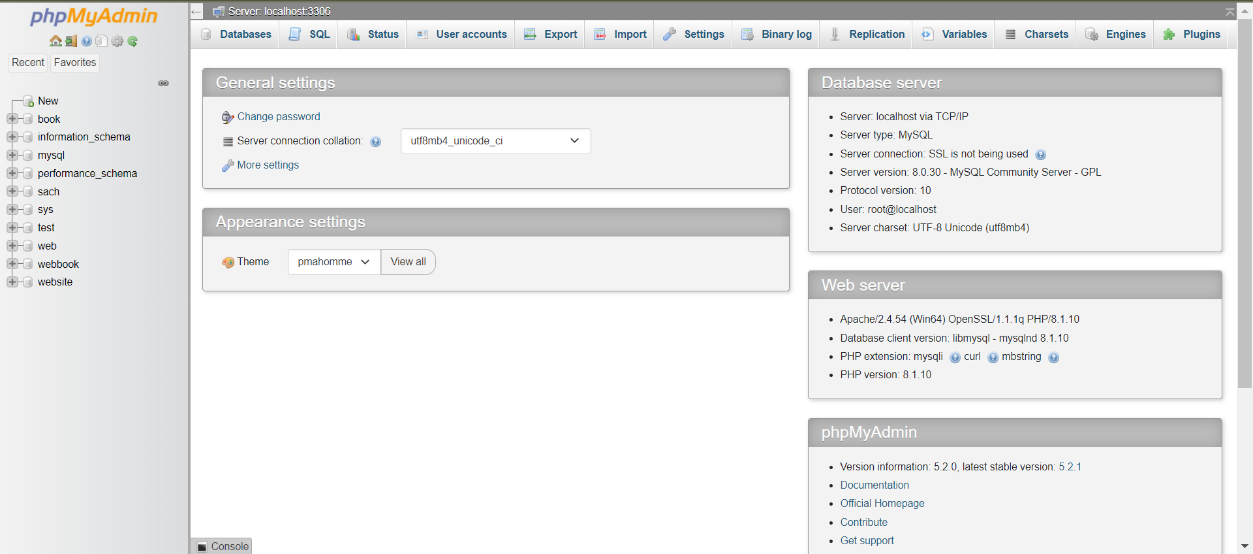 phpMyAdmin
Recent
Favorites
New
book
information_schema
mysql
performance_schema
sach
sys
test
web
webbook
website
Server: localhost:3306
Databases
SQL
Status
User accounts
Export
Import
Settings
Binary log
Replication
Variables
Charsets
Engines
Plugins
General settings
Change password
Server connection collation:
utf8mb4_unicode_ci
More settings
Appearance settings
Theme
pmahomme
View all
Database server
Server: localhost via TCP/IP
Server type: MySQL
Server connection: SSL is not being used
Server version: 8.0.30 - MySQL Community Server - GPL
Protocol version: 10
User: root@localhost
Server charset: UTF-8 Unicode (utf8mb4)
Web server
Apache/2.4.54 (Win64) OpenSSL/1.1.1q PHP/8.1.10
Database client version: libmysql - mysqlnd 8.1.10
PHP extension: mysqli curl mbstring
PHP version: 8.1.10
phpMyAdmin
Version information: 5.2.0, latest stable version: 5.2.1
Documentation
Official Homepage
Contribute
Get support
Console